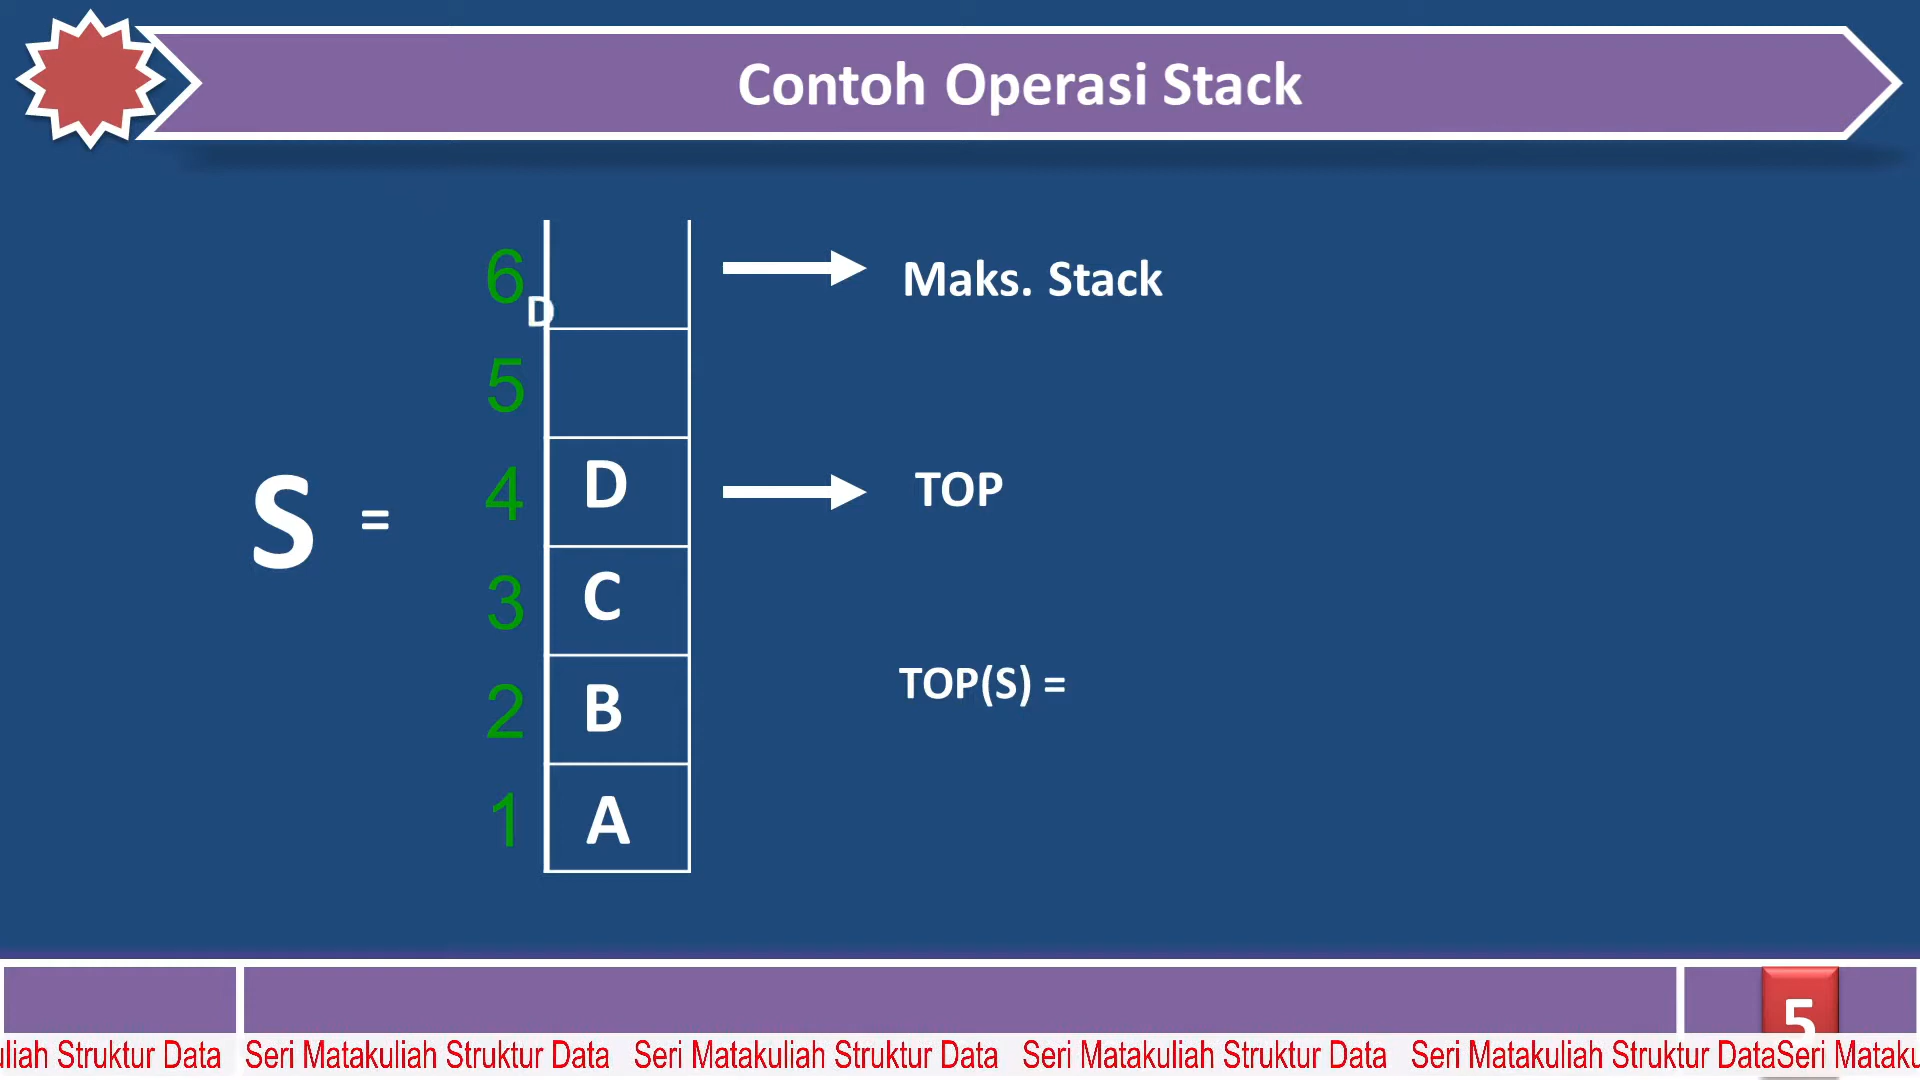 Contoh Operasi Stack
6
D
Maks. Stack
5
S =
4 D
TOP
3 C
TOP(S) =
2 B
1 A
5
uliah Struktur Data Seri Matakuliah Struktur Data Seri Matakuliah Struktur Data Seri Matakuliah Struktur Data Seri Matakuliah Struktur DataSeri Mataku